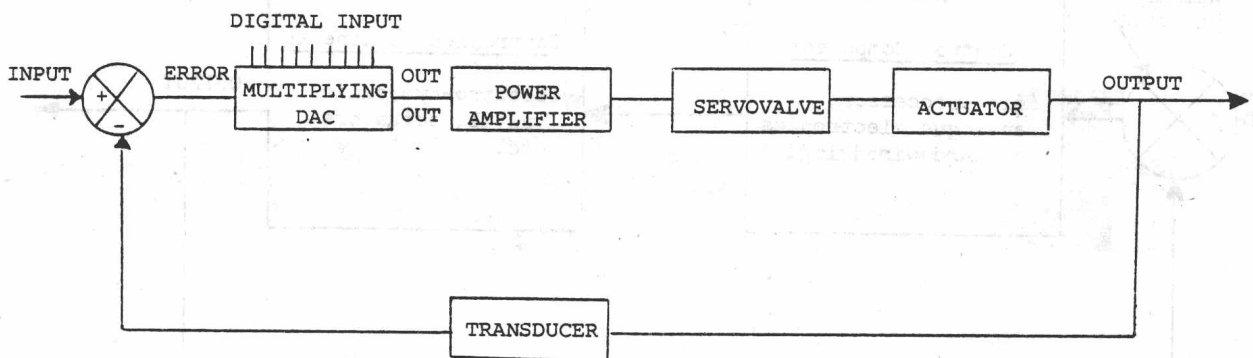 DIGITAL INPUT
INPUT
+
-
ERROR
MULTIPLYING
DAC
OUT
OUT
POWER
AMPLIFIER
SERVOVALVE
ACTUATOR
OUTPUT
TRANSDUCER